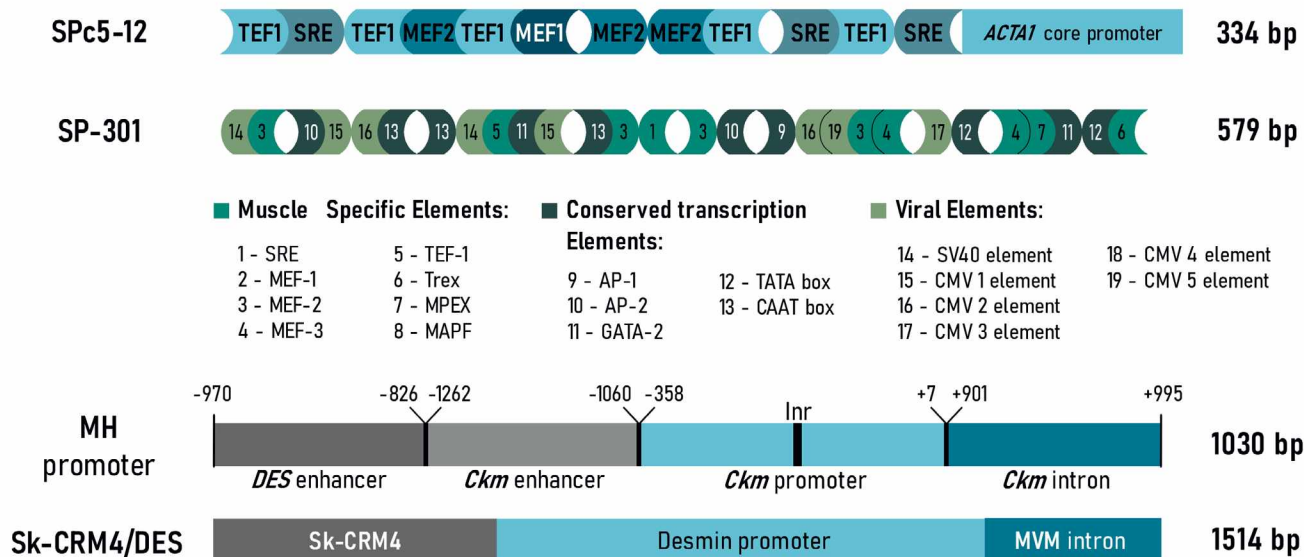 SPc5-12 TEF1 SRE TEF1 MEF2 TEF1 MEF1 MEF2 MEF2 TEF1 SRE TEF1 SRE ACTA1 core promoter 334 bp
SP-301 14 3 10 15 16 13 13 14 5 11 15 13 3 1 3 10 9 16 19 3 4 17 12 4 7 11 12 6 579 bp
Muscle Specific Elements:
1 - SRE
2 - MEF-1
3 - MEF-2
4 - MEF-3
5 - TEF-1
6 - Trex
7 - MPEX
8 - MAPF
Conserved transcription
Elements:
9 - AP-1
10 - AP-2
11 - GATA-2
12 - TATA box
13 - CAAT box
Viral Elements:
14 - SV40 element
15 - CMV 1 element
16 - CMV 2 element
17 - CMV 3 element
18 - CMV 4 element
19 - CMV 5 element
-970 -826 -1262 -1060 -358 Inr +7 +901 +995
MH
promoter
1030 bp
DES enhancer Ckm enhancer Ckm promoter Ckm intron
Sk-CRM4/DES Sk-CRM4 Desmin promoter MVM intron 1514 bp